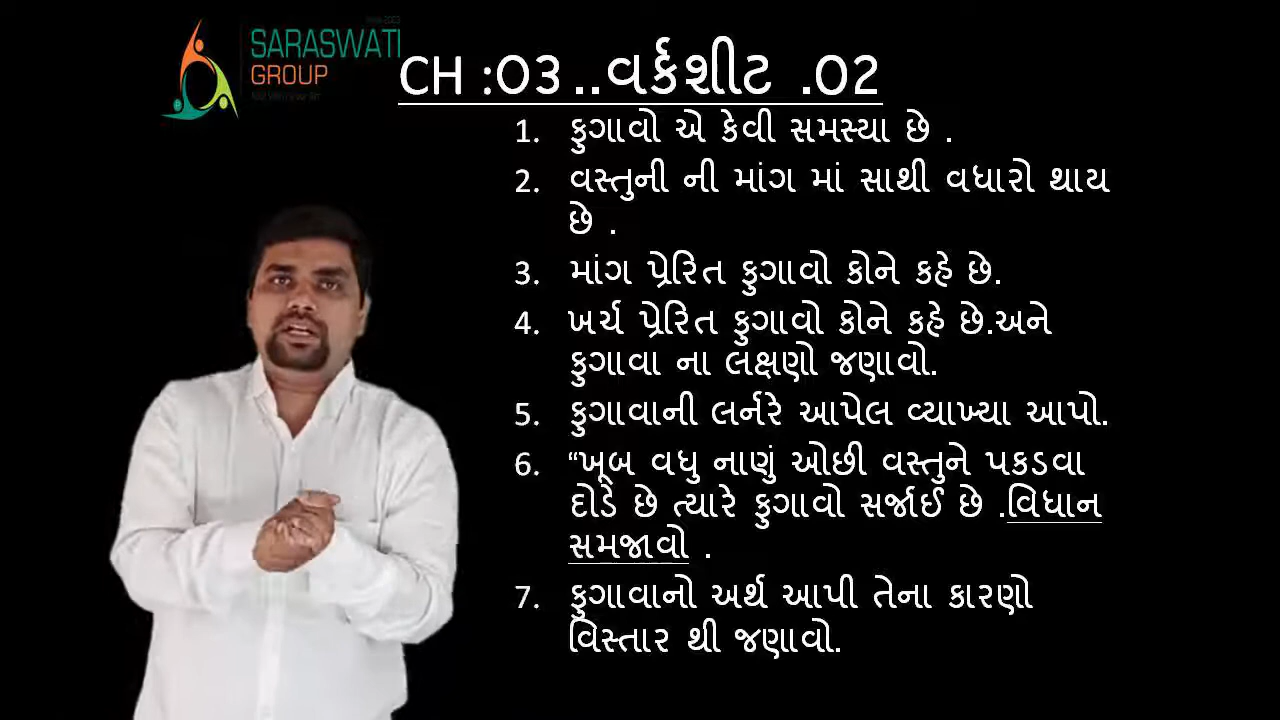 SARASWATI
GROUP
CH :03 ..વર્કશીટ .02
1. ફુગાવો એ કેવી સમસ્યા છે .
2. વસ્તુની ની માંગ માં સાથી વધારો થાય
છે .
3. માંગ પ્રેરિત ફુગાવો કોને કહે છે.
4. ખર્ચ પ્રેરિત ફુગાવો કોને કહે છે.અને
ફુગાવા ના લક્ષણો જણાવો.
5. ફુગાવાની લર્નરે આપેલ વ્યાખ્યા આપો.
6. “ખૂબ વધુ નાણું ઓછી વસ્તુને પકડવા
દોડે છે ત્યારે ફુગાવો સર્જાઈ છે .વિધાન
સમજાવો .
7. ફુગાવાનો અર્થ આપી તેના કારણો
વિસ્તાર થી જણાવો.